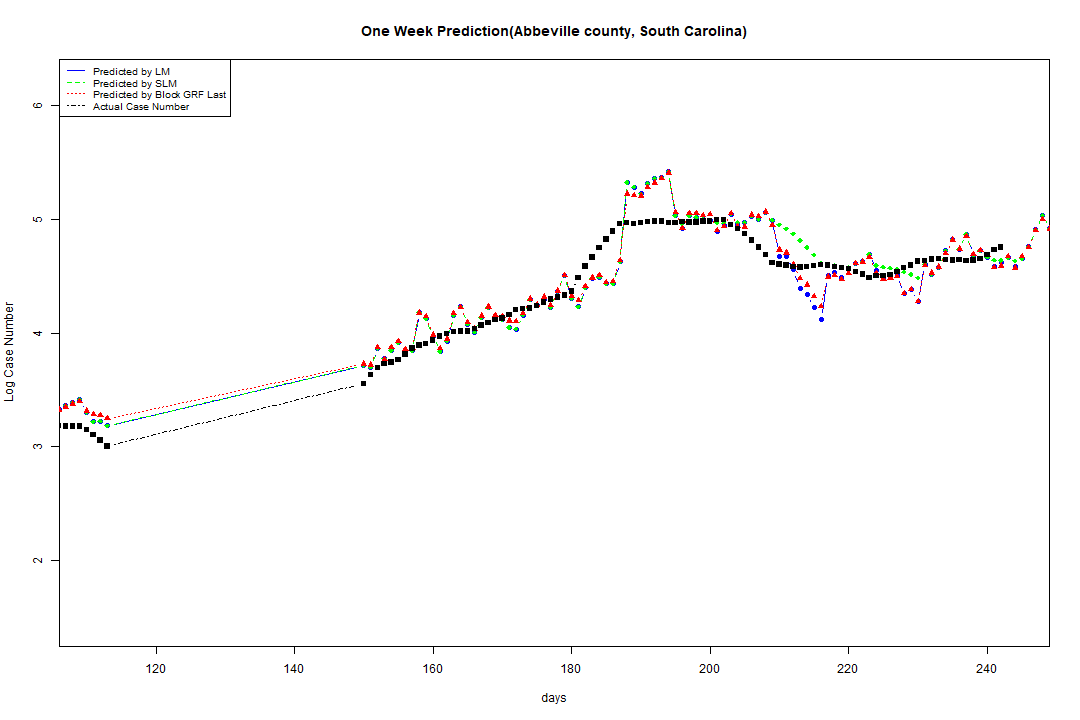 One Week Prediction(Abbeville county, South Carolina)
Predicted by LM
Predicted by SLM
Predicted by Block GRF Last
Actual Case Number
6
5
4
3
2
Log Case Number
120 140 160 180 200 220 240
days